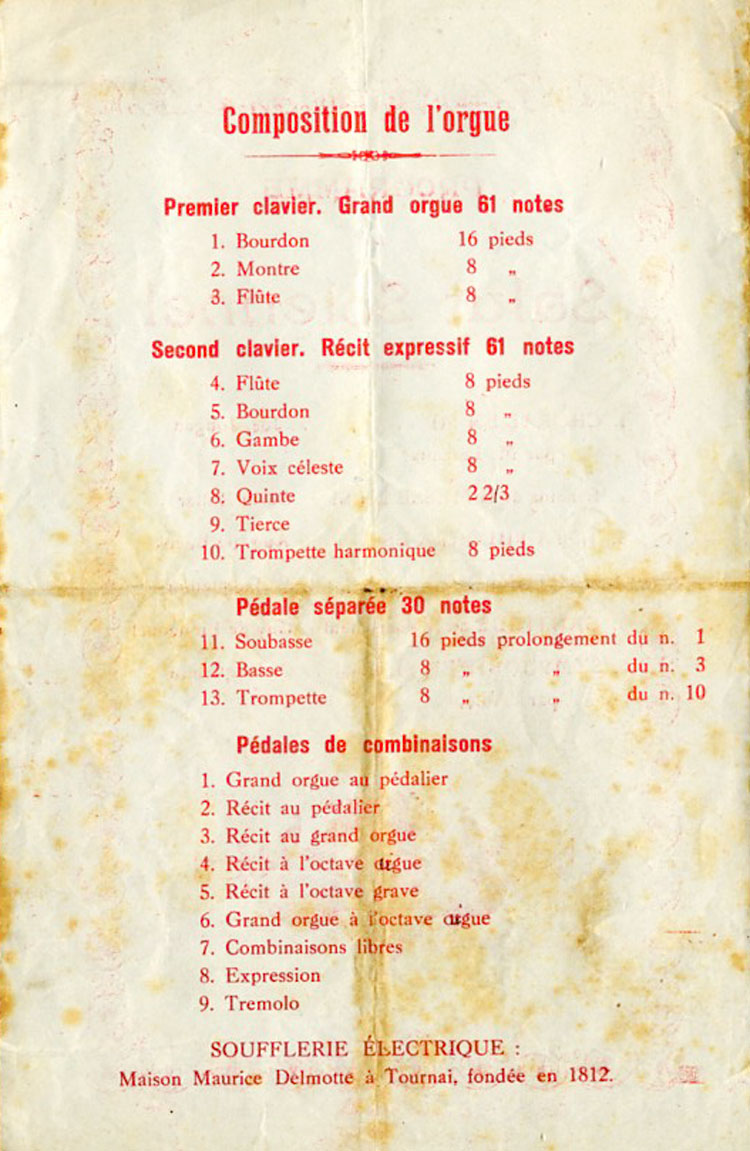 Composition de l'orgue
Premier clavier. Grand orgue 61 notes
1. Bourdon 16 pieds
2. Montre 8 „
3. Flûte 8 „
Second clavier. Récit expressif 61 notes
4. Flûte 8 pieds
5. Bourdon 8 „
6. Gambe 8 „
7. Voix céleste 8 „
8. Quinte 2 2/3
9. Tierce
10. Trompette harmonique 8 pieds
Pédale séparée 30 notes
11. Soubasse 16 pieds prolongement du n. 1
12. Basse 8 „ „ du n. 3
13. Trompette 8 „ „ du n. 10
Pédales de combinaisons
1. Grand orgue au pédalier
2. Récit au pédalier
3. Récit au grand orgue
4. Récit à l'octave aigue
5. Récit à l'octave grave
6. Grand orgue à l'octave aigue
7. Combinaisons libres
8. Expression
9. Tremolo
SOUFFLERIE ÉLECTRIQUE :
Maison Maurice Delmotte à Tournai, fondée en 1812.